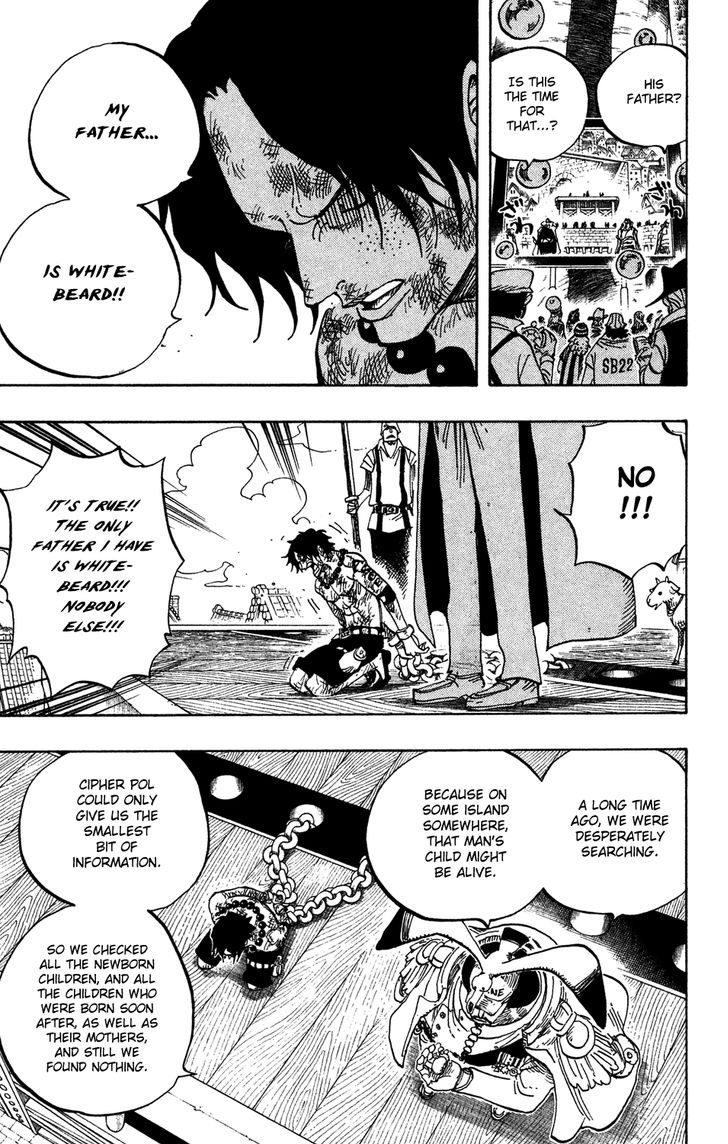 HIS
FATHER?
IS THIS
THE TIME
FOR
THAT...?
SB22
MY
FATHER...
IS WHITE-
BEARD!!
NO
!!!
IT'S TRUE!!
THE ONLY
FATHER I HAVE
IS WHITE-
BEARD!!!
NOBODY
ELSE!!!
A LONG TIME
AGO, WE WERE
DESPERATELY
SEARCHING.
BECAUSE ON
SOME ISLAND
SOMEWHERE,
THAT MAN'S
CHILD MIGHT
BE ALIVE.
CIPHER POL
COULD ONLY
GIVE US THE
SMALLEST
BIT OF
INFORMATION.
SO WE CHECKED
ALL THE NEWBORN
CHILDREN, AND ALL
THE CHILDREN WHO
WERE BORN SOON
AFTER, AS WELL AS
THEIR MOTHERS,
AND STILL WE
FOUND NOTHING.